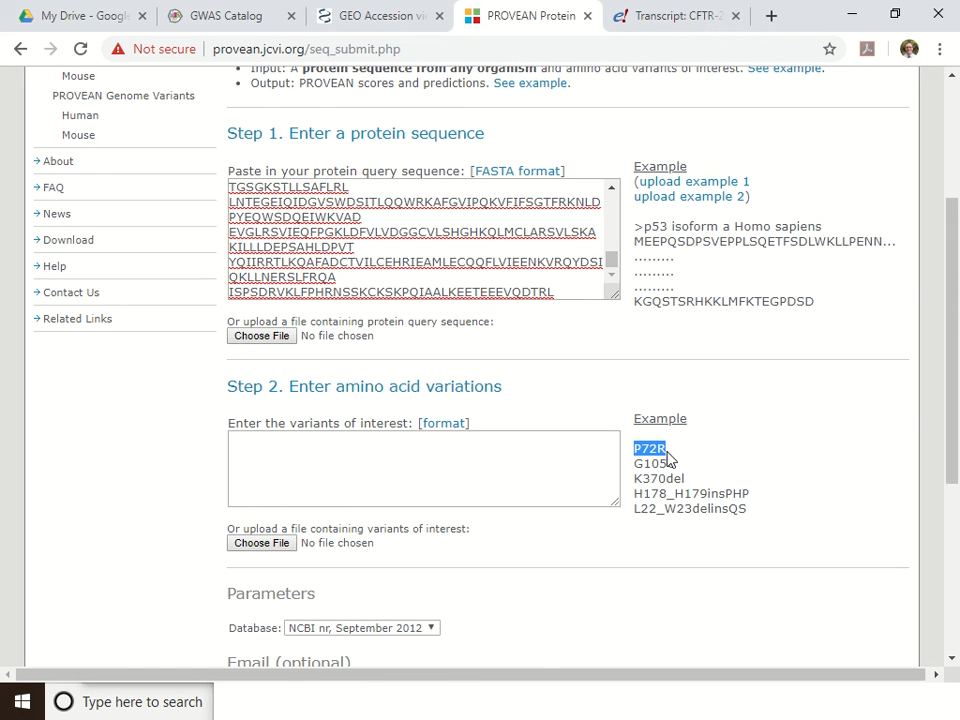 My Drive - Google
GWAS Catalog
GEO Accession vi
PROVEAN Protein
Transcript: CFTR-2
Not secure
provean.jcvi.org/seq_submit.php
Mouse
PROVEAN Genome Variants
Human
Mouse
About
FAQ
News
Download
Help
Contact Us
Related Links
Input: A protein sequence from any organism and amino acid variants of interest. See example.
Output: PROVEAN scores and predictions. See example.
Step 1. Enter a protein sequence
Paste in your protein query sequence: [FASTA format]
TGSGKSTLLSAFLRL
LNTEGEIQIDGVSWDSITLQQWRKAFGVIPQKVFIFSGTFRKNLD
PYEQWSDQEIWKVAD
EVGLRSVIEQFPGKLDFVLVDGGCVLSHGHKQLMCLARSVLSKA
KILLLDEPSAHLDPVT
YQIIRRTLKQAFADCTVILCEHRIEAMLECQQFLVIEENKVRQYDSI
QKLLNERSLFRQA
ISPSDRVKLFPHRNSSKCKSKPQIAALKEETEEEVQDTRL
Or upload a file containing protein query sequence:
Choose File No file chosen
Example
(upload example 1
upload example 2)
>p53 isoform a Homo sapiens
MEEPQSDPSVEPPLSQETFSDLWKLLPENN...
.........
.........
.........
KGQSTSRHKKLMFKTEGPDSD
Step 2. Enter amino acid variations
Enter the variants of interest: [format]
Example
P72R
G105
K370del
H178_H179insPHP
L22_W23delinsQS
Or upload a file containing variants of interest:
Choose File No file chosen
Parameters
Database: NCBI nr, September 2012
Email (optional)
Type here to search